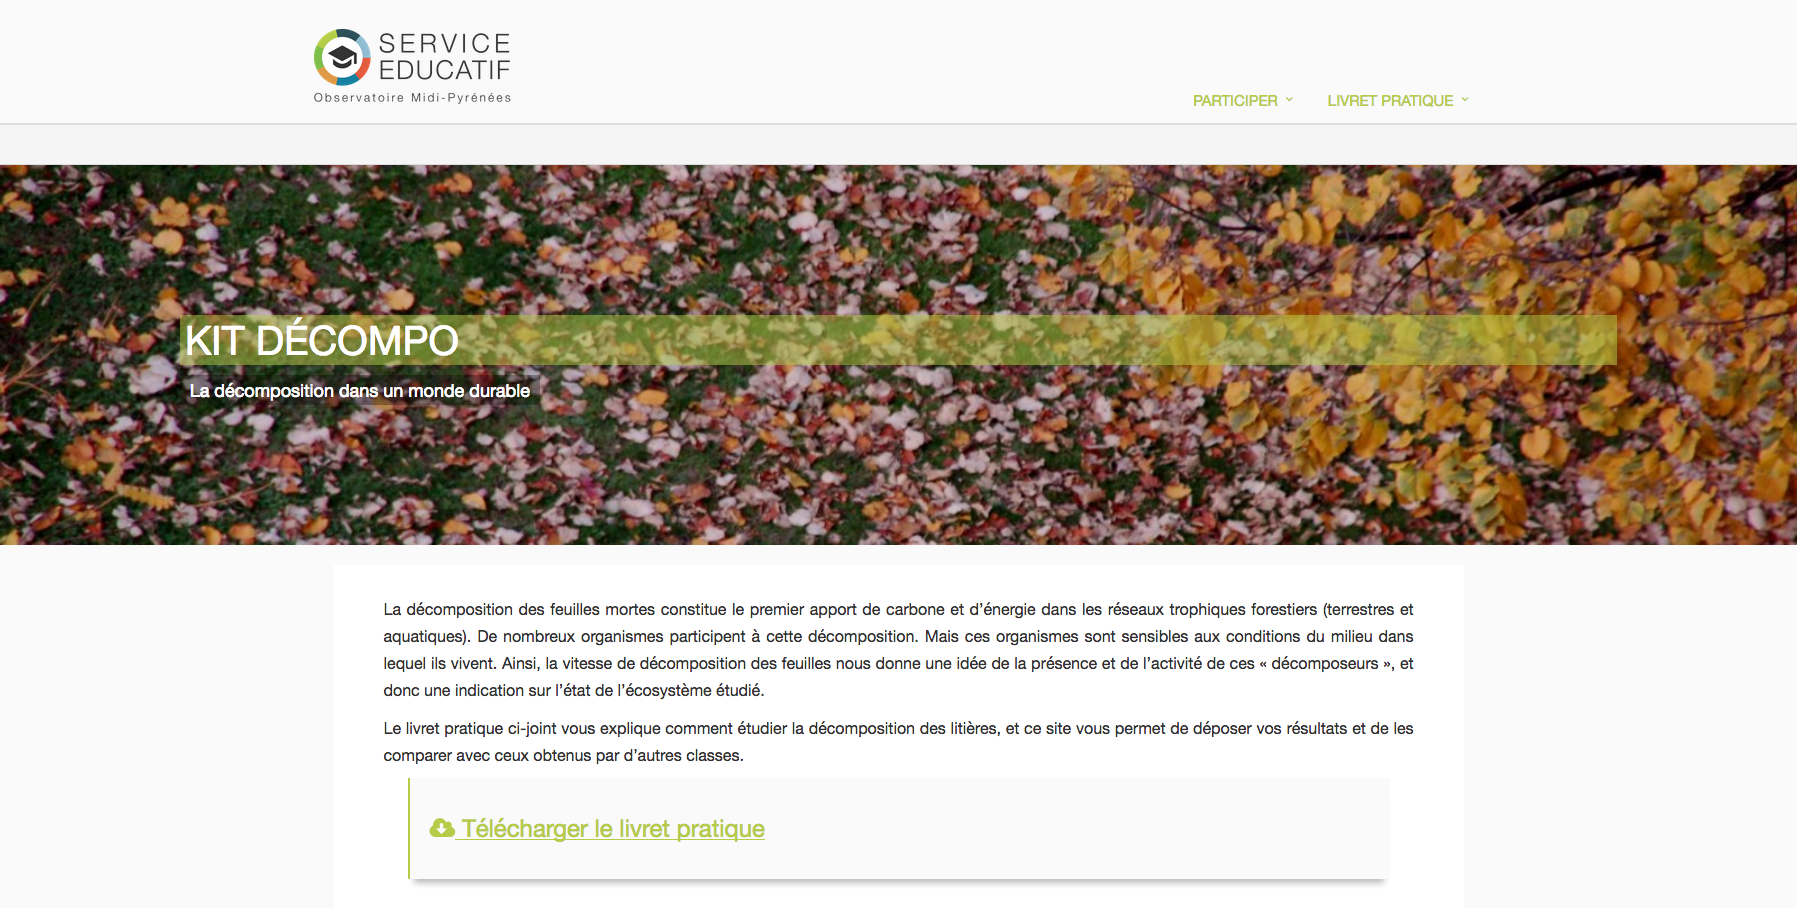 SERVICE
EDUCATIF
Observatoire Midi-Pyrénées
PARTICIPER
LIVRET PRATIQUE
KIT DÉCOMPO
La décomposition dans un monde durable
La décomposition des feuilles mortes constitue le premier apport de carbone et d’énergie dans les réseaux trophiques forestiers (terrestres et
aquatiques). De nombreux organismes participent à cette décomposition. Mais ces organismes sont sensibles aux conditions du milieu dans
lequel ils vivent. Ainsi, la vitesse de décomposition des feuilles nous donne une idée de la présence et de l’activité de ces « décomposeurs », et
donc une indication sur l’état de l’écosystème étudié.
Le livret pratique ci-joint vous explique comment étudier la décomposition des litières, et ce site vous permet de déposer vos résultats et de les
comparer avec ceux obtenus par d’autres classes.
Télécharger le livret pratique